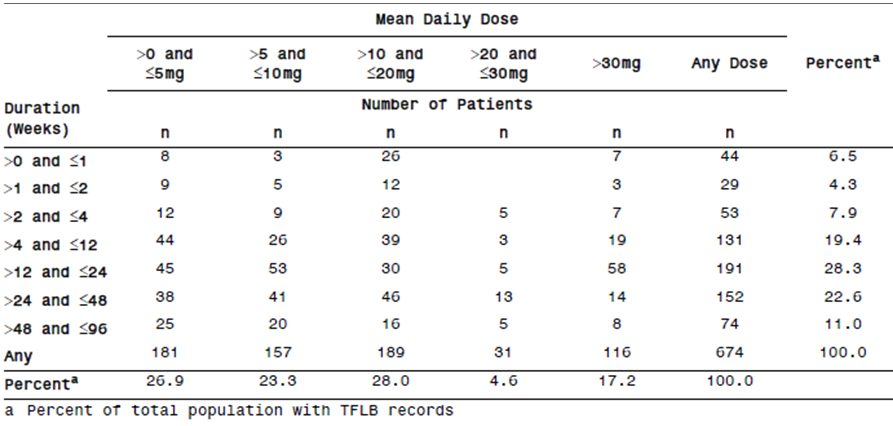 Mean Daily Dose
>0 and ≤5mg >5 and ≤10mg >10 and ≤20mg >20 and ≤30mg >30mg Any Dose Percentᵃ
Duration (Weeks) Number of Patients
n n n n n n
>0 and ≤1 8 3 26 7 44 6.5
>1 and ≤2 9 5 12 3 29 4.3
>2 and ≤4 12 9 20 5 7 53 7.9
>4 and ≤12 44 26 39 3 19 131 19.4
>12 and ≤24 45 53 30 5 58 191 28.3
>24 and ≤48 38 41 46 13 14 152 22.6
>48 and ≤96 25 20 16 5 8 74 11.0
Any 181 157 189 31 116 674 100.0
Percentᵃ 26.9 23.3 28.0 4.6 17.2 100.0
a Percent of total population with TFLB records